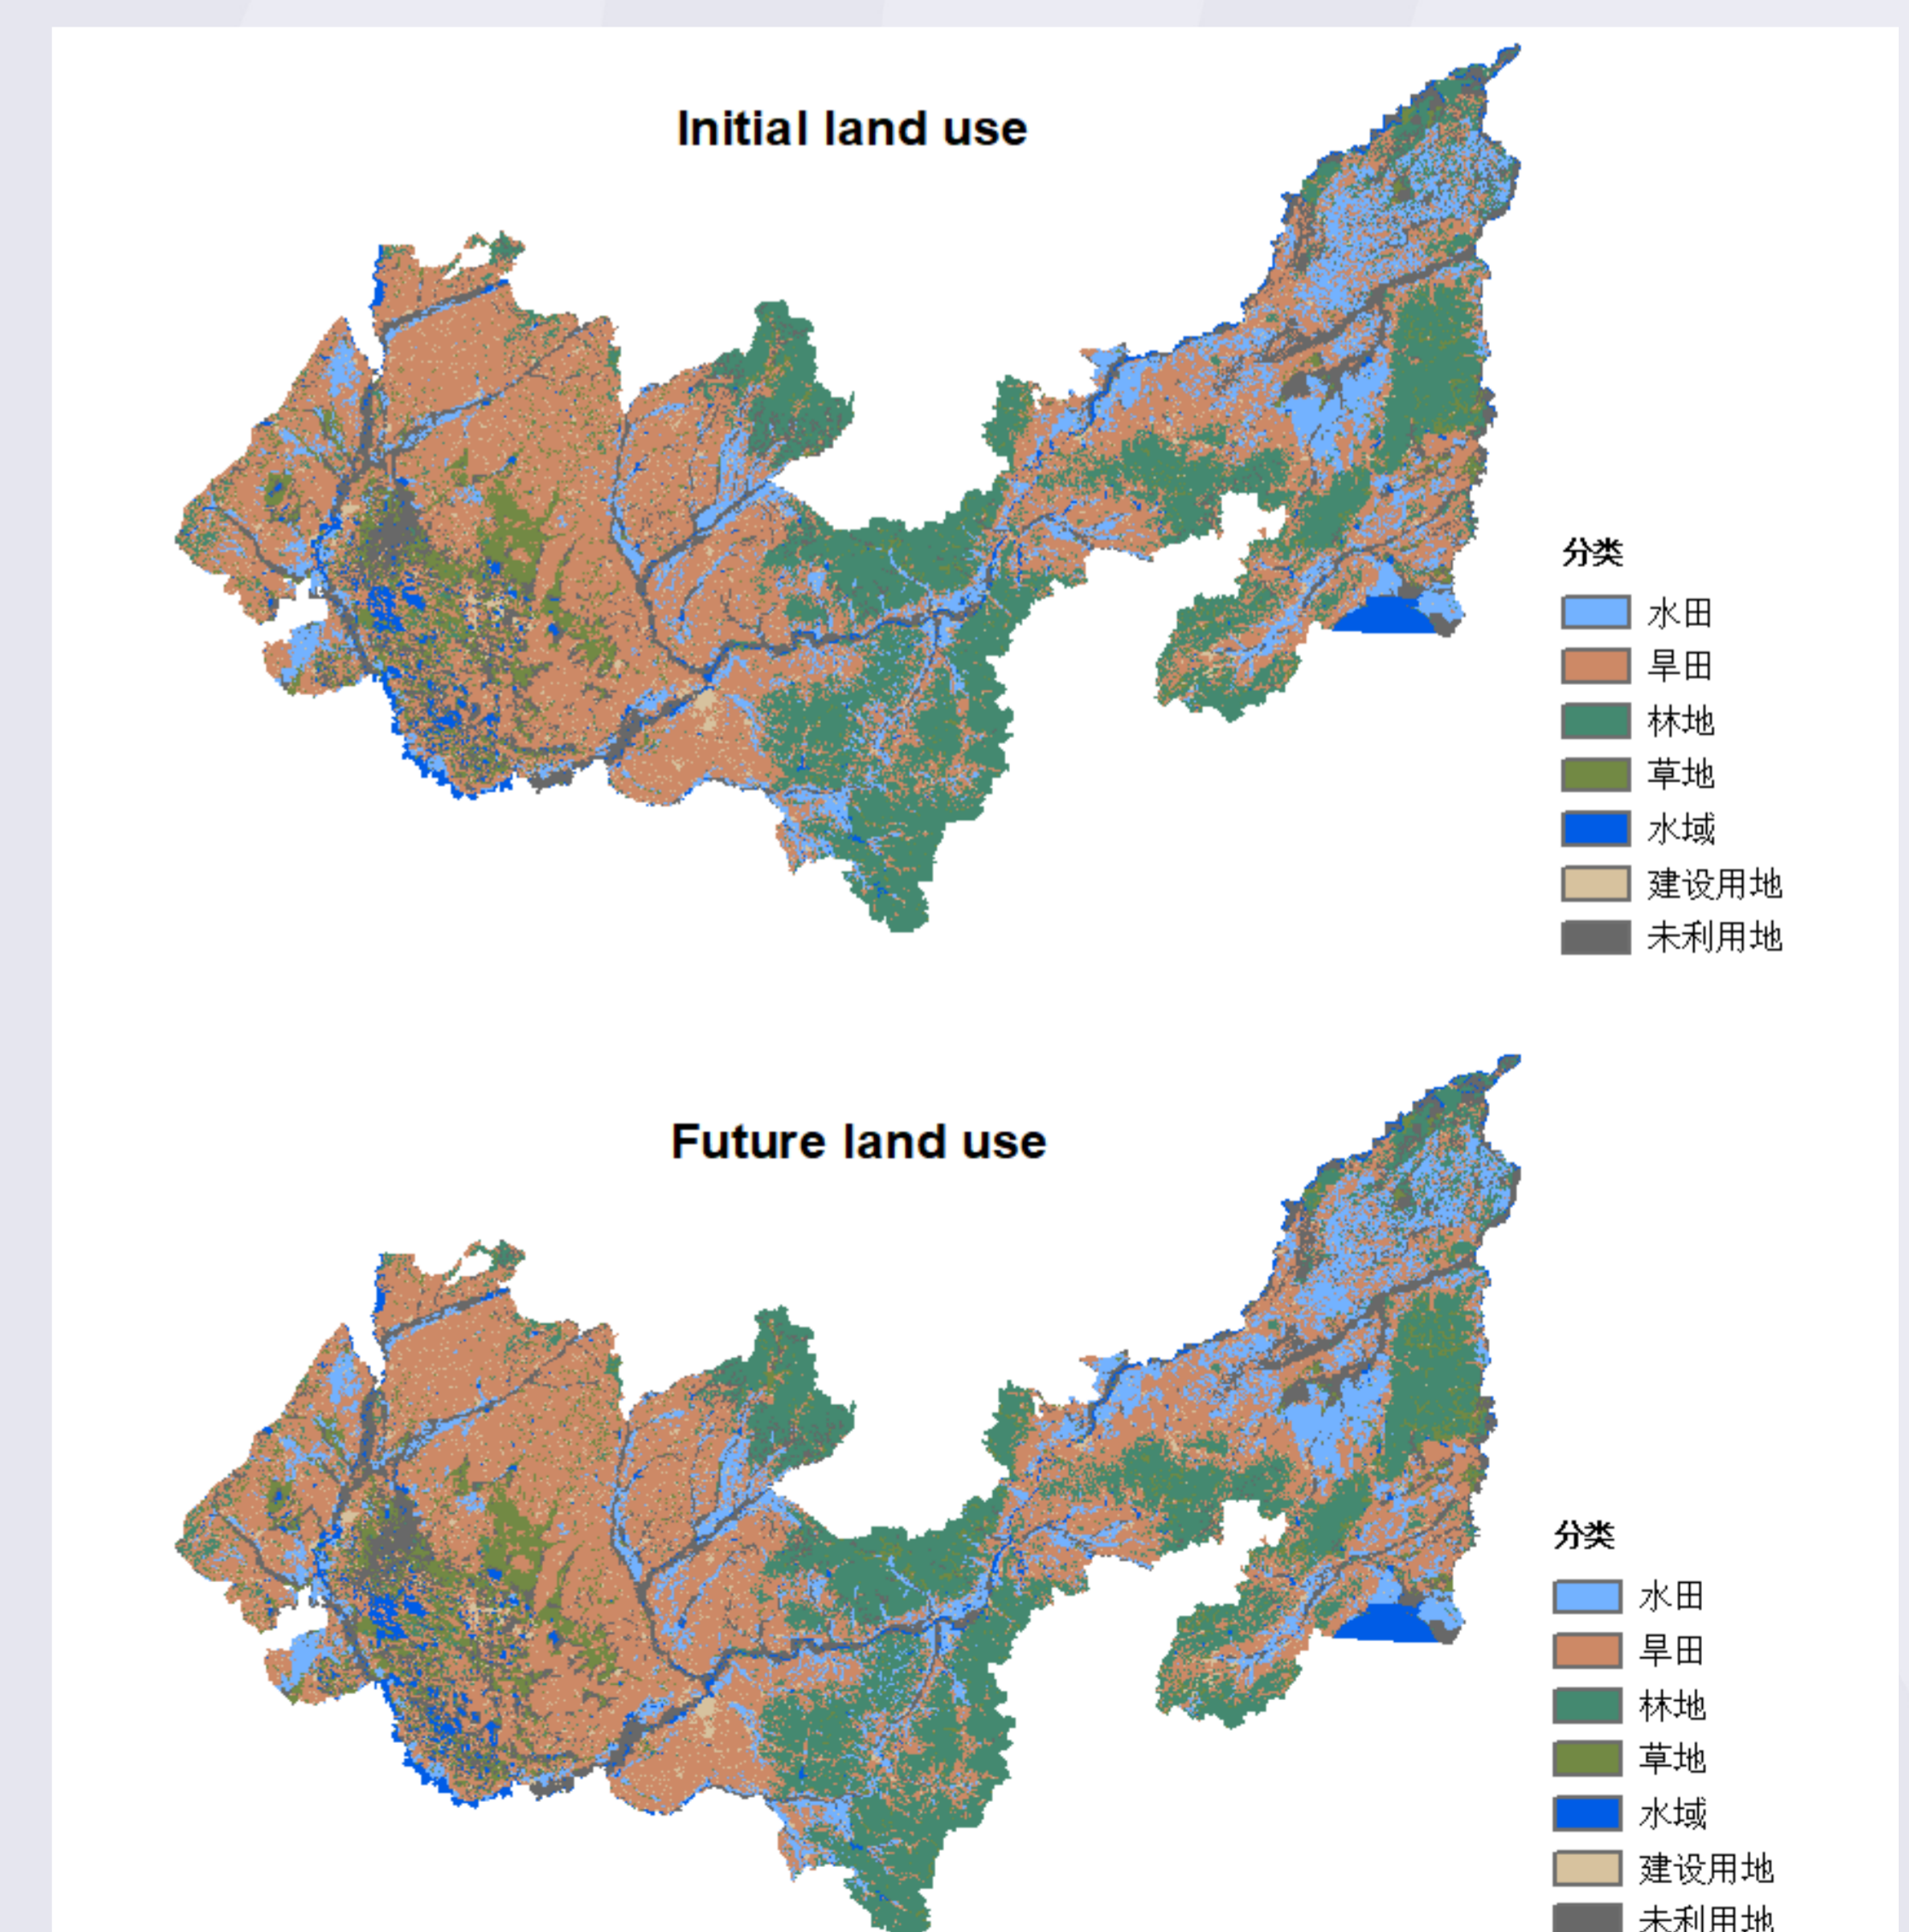 Initial land use
分类
水田
旱田
林地
草地
水域
建设用地
未利用地
Future land use
分类
水田
旱田
林地
草地
水域
建设用地
未利用地